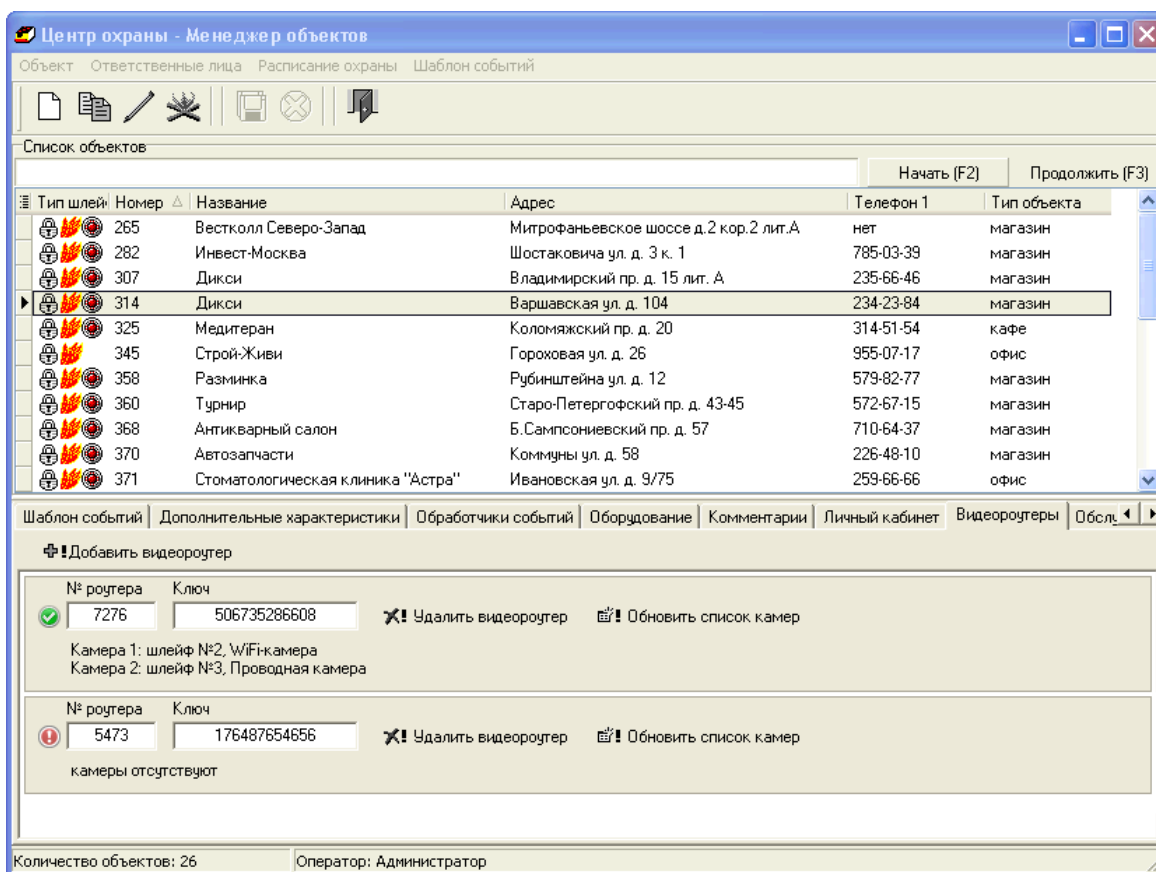 Центр охраны - Менеджер объектов
Объект Ответственные лица Расписание охраны Шаблон событий
Список объектов
Начать (F2) Продолжить (F3)
Тип шлей Номер Название Адрес Телефон 1 Тип объекта
265 Вестколл Северо-Запад Митрофаньевское шоссе д.2 кор.2 лит.А нет магазин
282 Инвест-Москва Шостаковича ул. д. 3 к. 1 785-03-39 магазин
307 Дикси Владимирский пр. д. 15 лит. А 235-66-46 магазин
314 Дикси Варшавская ул. д. 104 234-23-84 магазин
325 Медитеран Коломяжский пр. д. 20 314-51-54 кафе
345 Строй-Живи Гороховая ул. д. 26 955-07-17 офис
358 Разминка Рубинштейна ул. д. 12 579-82-77 магазин
360 Турнир Старо-Петергофский пр. д. 43-45 572-67-15 магазин
368 Антикварный салон Б.Сампсониевский пр. д. 57 710-64-37 магазин
370 Автозапчасти Коммуны ул. д. 58 226-48-10 магазин
371 Стоматологическая клиника "Астра" Ивановская ул. д. 9/75 259-66-66 офис
Шаблон событий Дополнительные характеристики Обработчики событий Оборудование Комментарии Личный кабинет Видеороутеры Обслу
Добавить видеороутер
№ роутера Ключ
7276 506735286608 Удалить видеороутер Обновить список камер
Камера 1: шлейф №2, WiFi-камера
Камера 2: шлейф №3, Проводная камера
№ роутера Ключ
5473 176487654656 Удалить видеороутер Обновить список камер
камеры отсутствуют
Количество объектов: 26 Оператор: Администратор